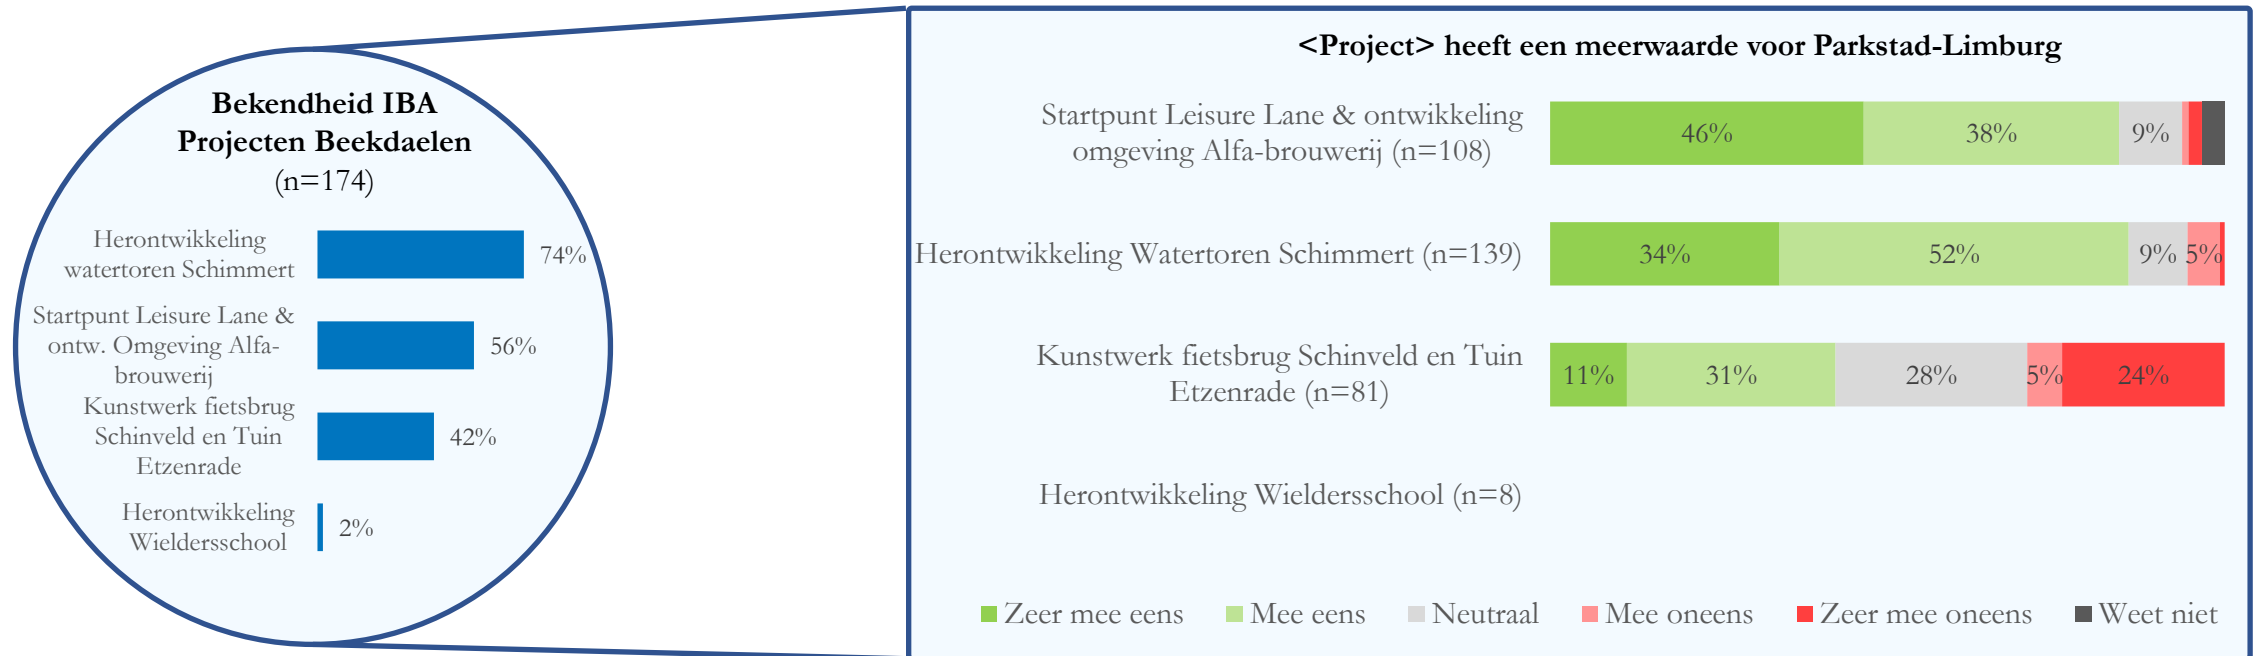 Bekendheid IBA
Projecten Beekdaelen
(n=174)
Herontwikkeling
watertoren Schimmert
74%
Startpunt Leisure Lane &
ontw. Omgeving Alfa-
brouwerij
56%
Kunstwerk fietsbrug
Schinveld en Tuin
Etzenrade
42%
Herontwikkeling
Wieldersschool
2%
<Project> heeft een meerwaarde voor Parkstad-Limburg
Startpunt Leisure Lane & ontwikkeling
omgeving Alfa-brouwerij (n=108)
46% 38% 9%
Herontwikkeling Watertoren Schimmert (n=139)
34% 52% 9% 5%
Kunstwerk fietsbrug Schinveld en Tuin
Etzenrade (n=81)
11% 31% 28% 5% 24%
Herontwikkeling Wieldersschool (n=8)
Zeer mee eens Mee eens Neutraal Mee oneens Zeer mee oneens Weet niet